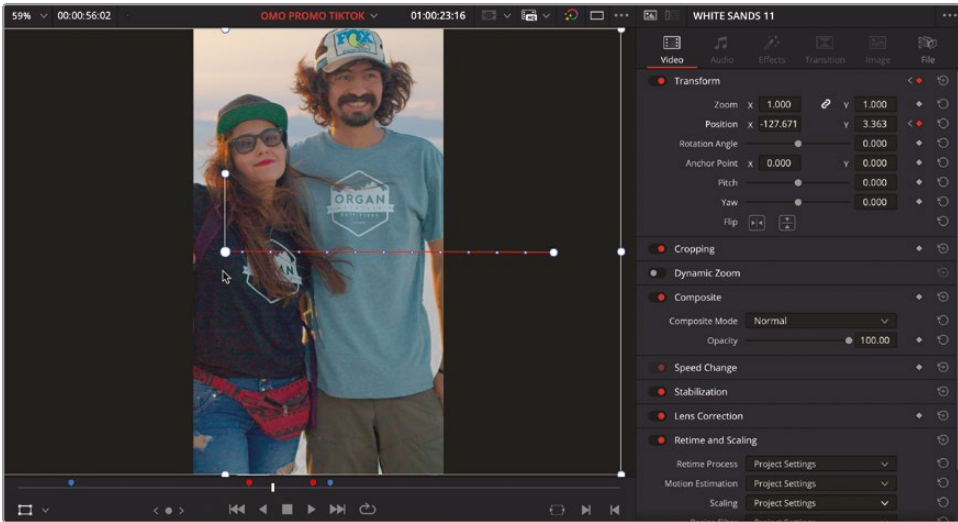 59% 00:00:56:02 OMO PROMO TIKTOK 01:00:23:16 WHITE SANDS 11
Video Audio Effects Transition Image File
Transform
Zoom X 1.000 Y 1.000
Position X -127.671 Y 3.363
Rotation Angle 0.000
Anchor Point X 0.000 Y 0.000
Pitch 0.000
Yaw 0.000
Flip
Cropping
Dynamic Zoom
Composite
Composite Mode Normal
Opacity 100.00
Speed Change
Stabilization
Lens Correction
Retime and Scaling
Retime Process Project Settings
Motion Estimation Project Settings
Scaling Project Settings
FOX
ORGAN
OUTFITTERS